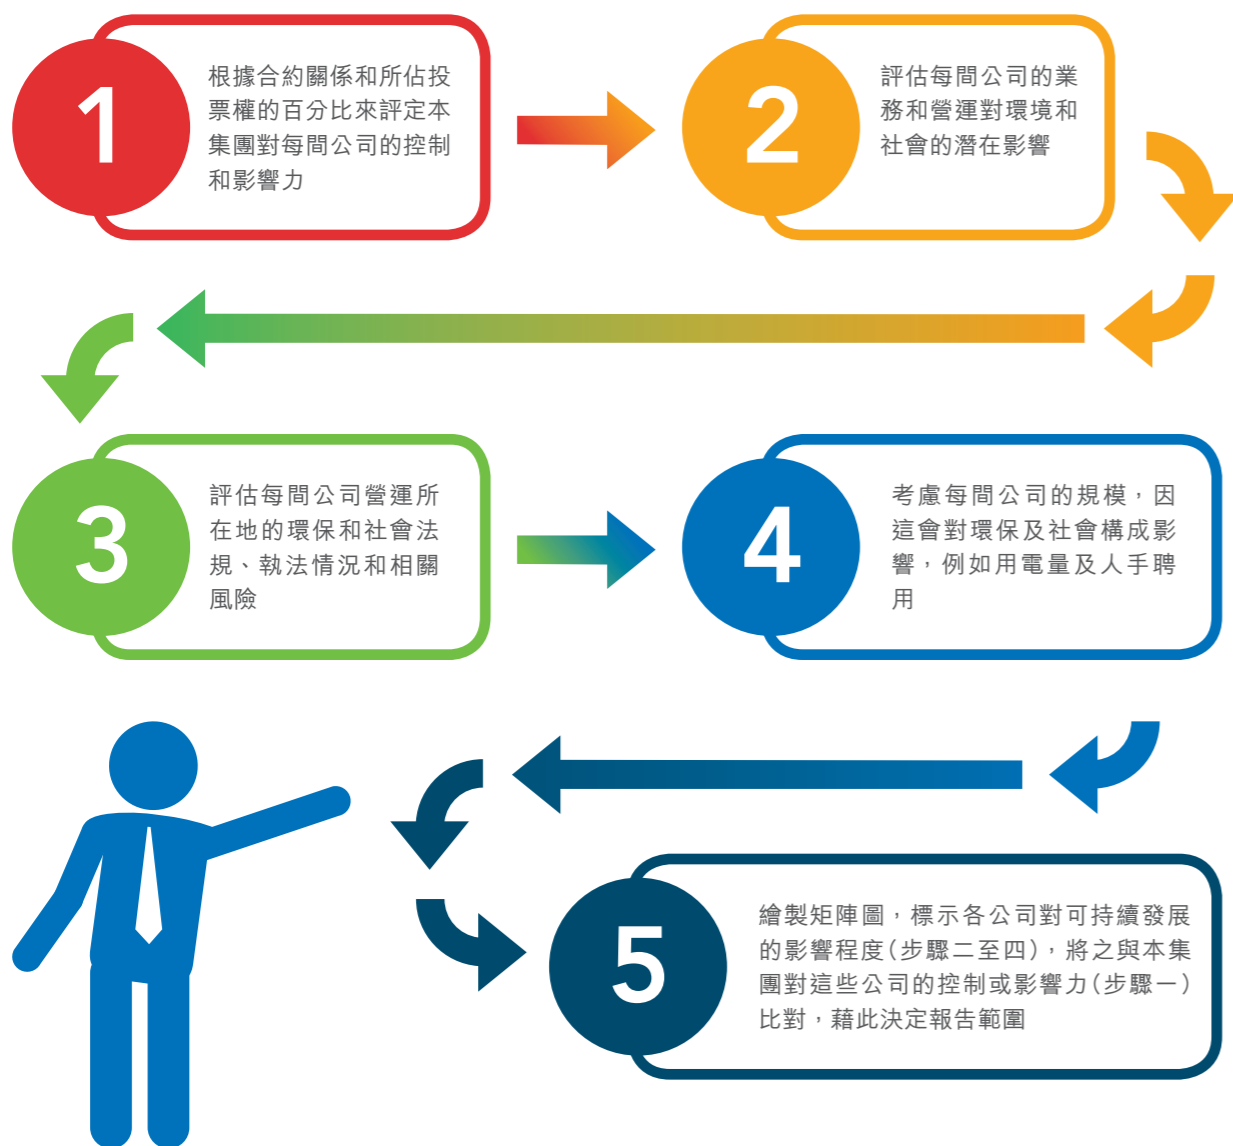 1
根據合約關係和所佔投
票權的百分比來評定本
集團對每間公司的控制
和影響力
2
評估每間公司的業
務和營運對環境和
社會的潛在影響
3
評估每間公司營運所
在地的環保和社會法
規、執法情況和相關
風險
4
考慮每間公司的規模，因
這會對環保及社會構成影
響，例如用電量及人手聘
用
5
繪製矩陣圖，標示各公司對可持續發展
的影響程度(步驟二至四)，將之與本集
團對這些公司的控制或影響力(步驟一)
比對，藉此決定報告範圍